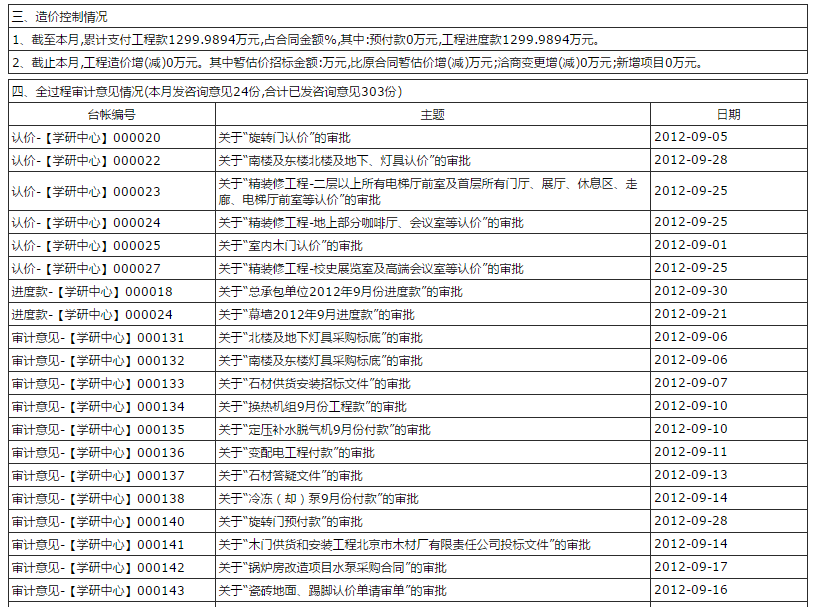 三、造价控制情况
1、截至本月,累计支付工程款1299.9894万元,占合同金额%,其中:预付款0万元,工程进度款1299.9894万元。
2、截止本月,工程造价增(减)0万元。其中暂估价招标金额:万元,比原合同暂估价增(减)万元;洽商变更增(减)0万元;新增项目0万元。
四、全过程审计意见情况(本月发咨询意见24份,合计已发咨询意见303份)
台帐编号 主题 日期
认价-【学研中心】000020 关于“旋转门认价”的审批 2012-09-05
认价-【学研中心】000022 关于“南楼及东楼北楼及地下、灯具认价”的审批 2012-09-28
认价-【学研中心】000023 关于“精装修工程-二层以上所有电梯厅前室及首层所有门厅、展厅、休息区、走 2012-09-25
廊、电梯厅前室等认价”的审批
认价-【学研中心】000024 关于“精装修工程-地上部分咖啡厅、会议室等认价”的审批 2012-09-25
认价-【学研中心】000025 关于“室内木门认价”的审批 2012-09-01
认价-【学研中心】000027 关于“精装修工程-校史展览室及高端会议室等认价”的审批 2012-09-25
进度款-【学研中心】000018 关于“总承包单位2012年9月份进度款”的审批 2012-09-30
进度款-【学研中心】000024 关于“幕墙2012年9月进度款”的审批 2012-09-21
审计意见-【学研中心】000131 关于“北楼及地下灯具采购标底”的审批 2012-09-06
审计意见-【学研中心】000132 关于“南楼及东楼灯具采购标底”的审批 2012-09-06
审计意见-【学研中心】000133 关于“石材供货安装招标文件”的审批 2012-09-07
审计意见-【学研中心】000134 关于“换热机组9月份工程款”的审批 2012-09-10
审计意见-【学研中心】000135 关于“定压补水脱气机9月份付款”的审批 2012-09-10
审计意见-【学研中心】000136 关于“变配电工程付款”的审批 2012-09-11
审计意见-【学研中心】000137 关于“石材答疑文件”的审批 2012-09-13
审计意见-【学研中心】000138 关于“冷冻(却)泵9月份付款”的审批 2012-09-14
审计意见-【学研中心】000140 关于“旋转门预付款”的审批 2012-09-28
审计意见-【学研中心】000141 关于“木门供货和安装工程北京市木材厂有限责任公司投标文件”的审批 2012-09-14
审计意见-【学研中心】000142 关于“锅炉房改造项目水泵采购合同”的审批 2012-09-17
审计意见-【学研中心】000143 关于“瓷砖地面、踢脚认价单请审单”的审批 2012-09-16